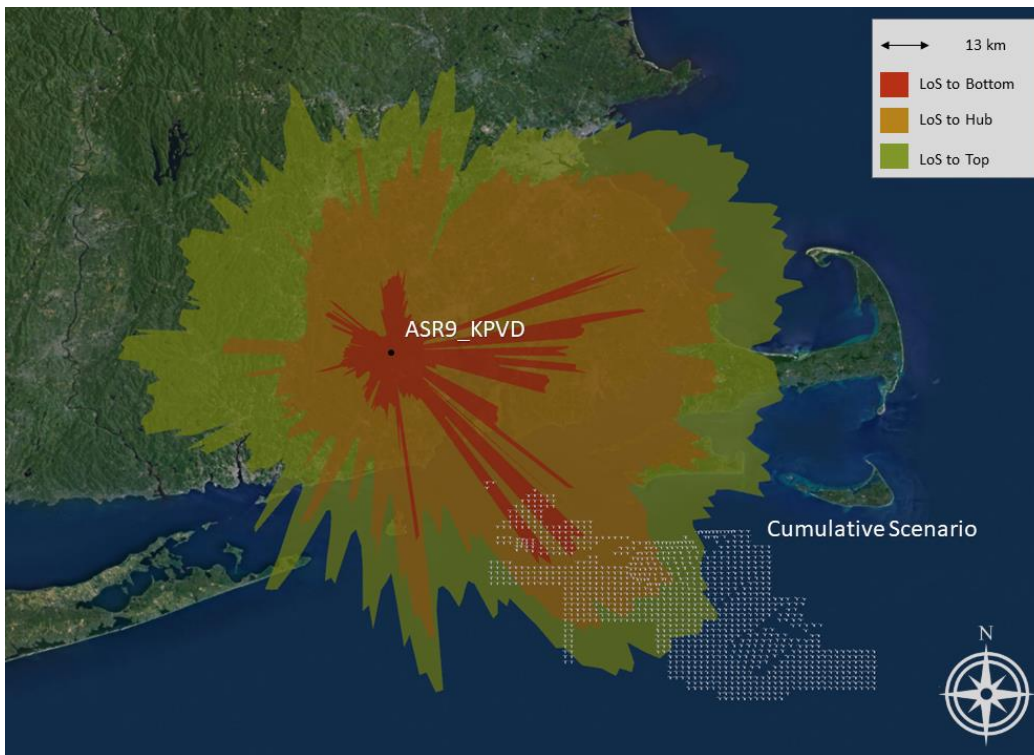 13 km
LoS to Bottom
LoS to Hub
LoS to Top
ASR9_KPVD
Cumulative Scenario
N